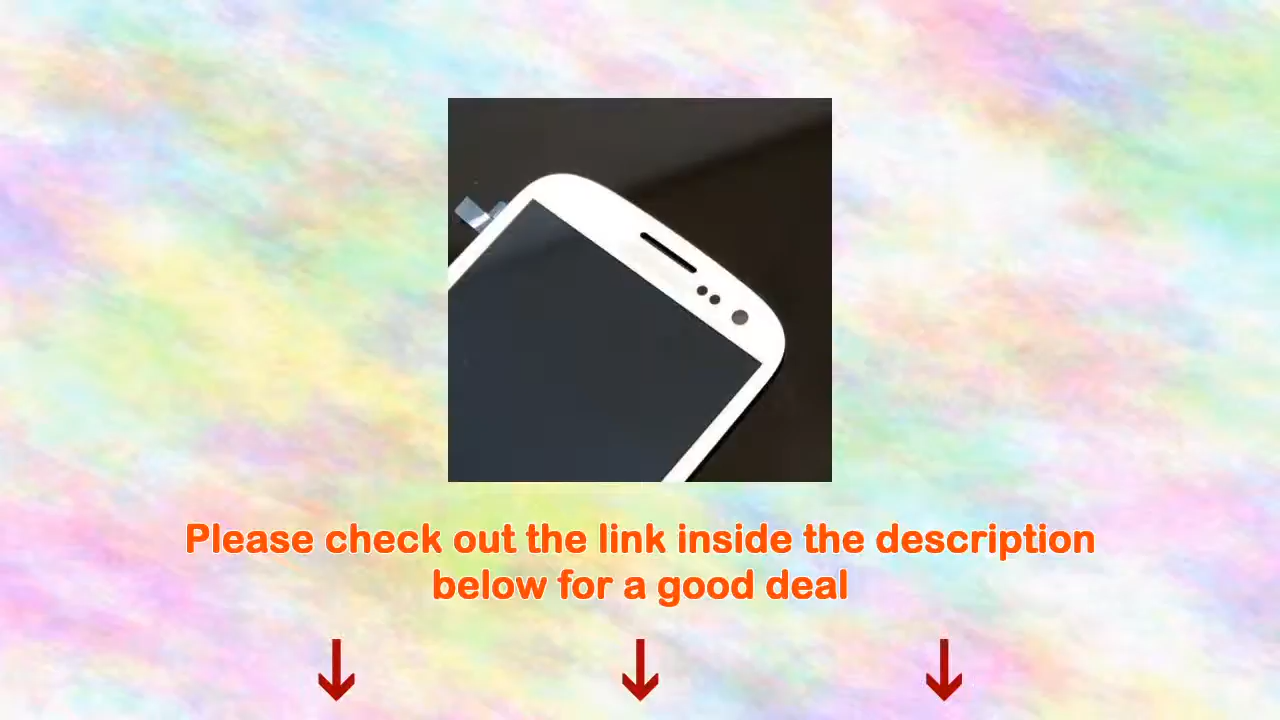 Please check out the link inside the description
below for a good deal